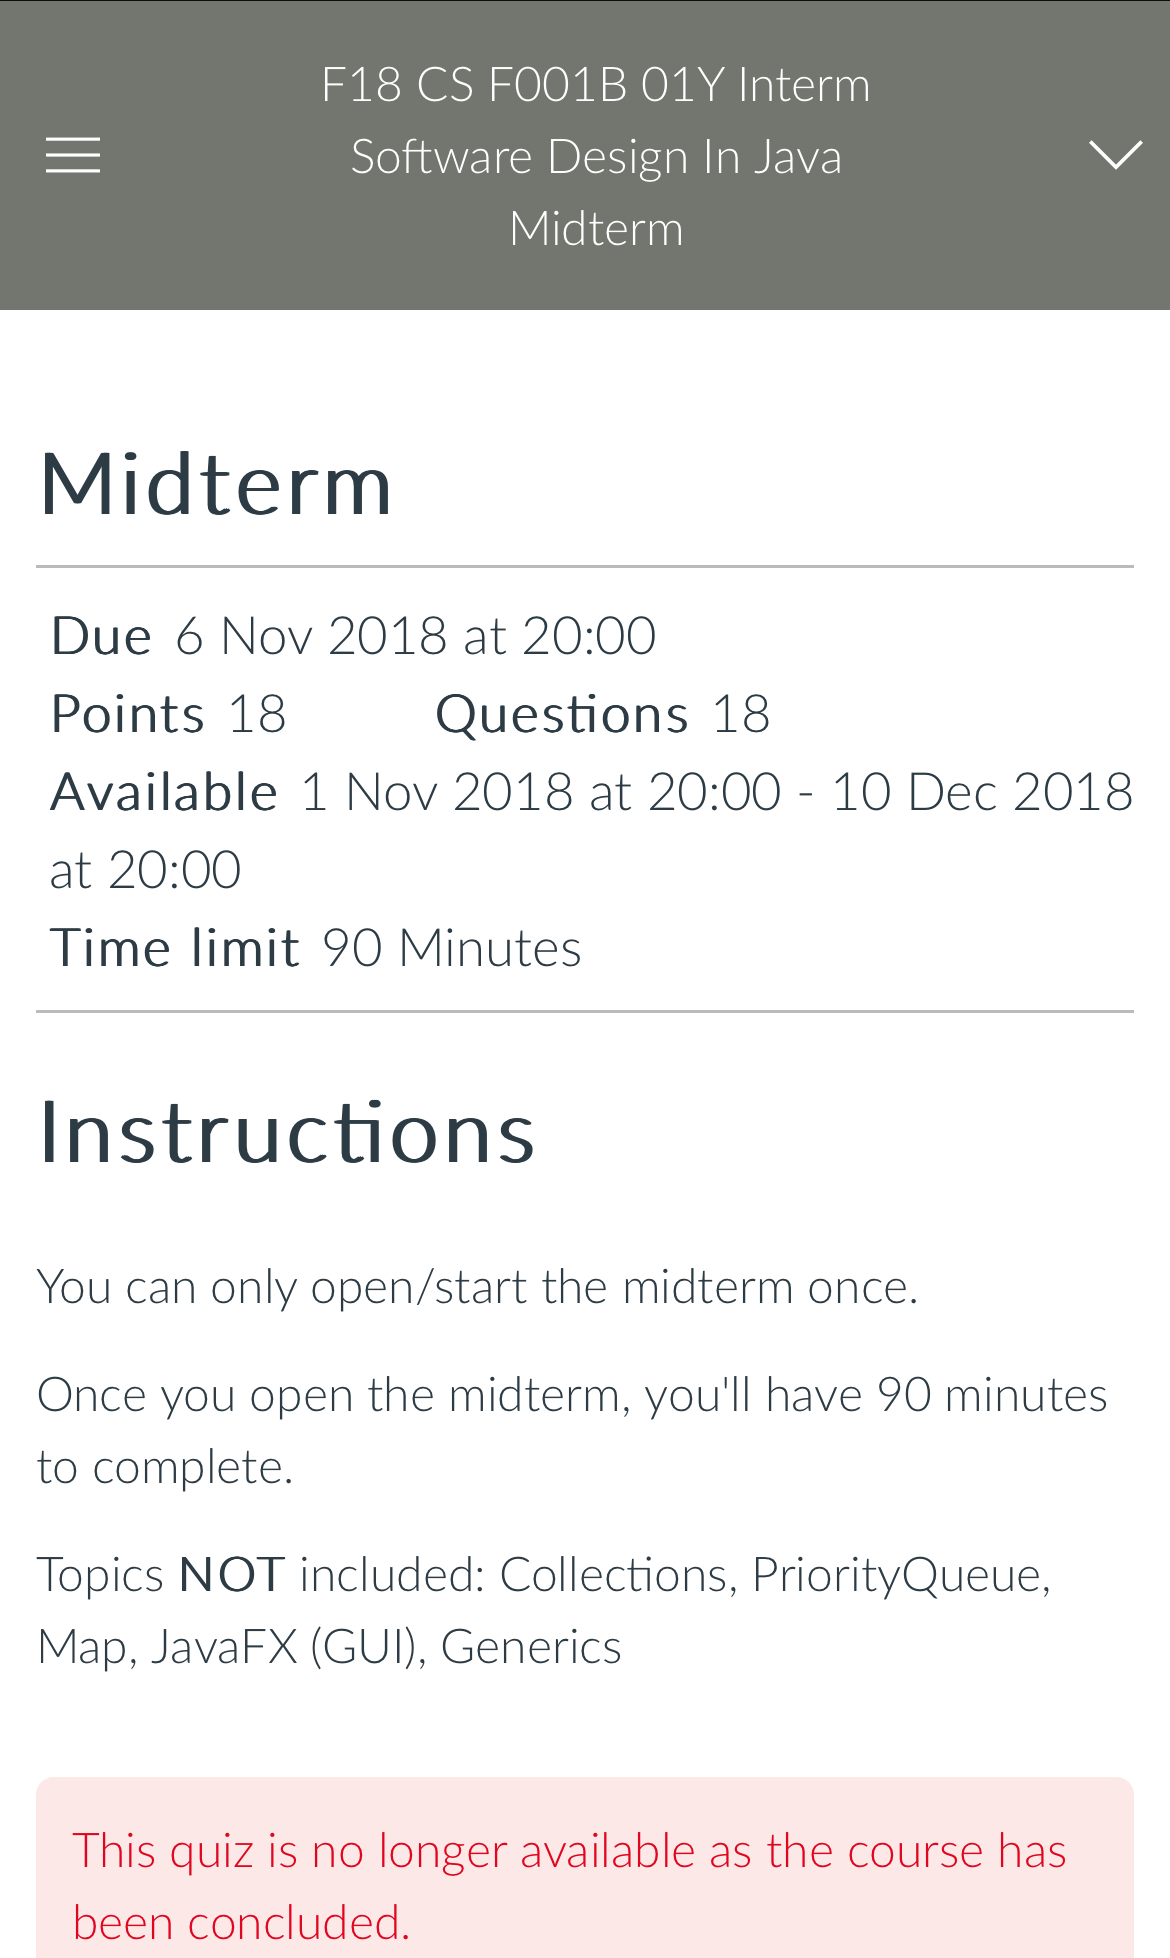 F18 CS F001B 01Y Interm
Software Design In Java
Midterm
Midterm
Due 6 Nov 2018 at 20:00
Points 18 Questions 18
Available 1 Nov 2018 at 20:00 - 10 Dec 2018
at 20:00
Time limit 90 Minutes
Instructions
You can only open/start the midterm once.
Once you open the midterm, you'll have 90 minutes
to complete.
Topics NOT included: Collections, PriorityQueue,
Map, JavaFX (GUI), Generics
This quiz is no longer available as the course has
been concluded.